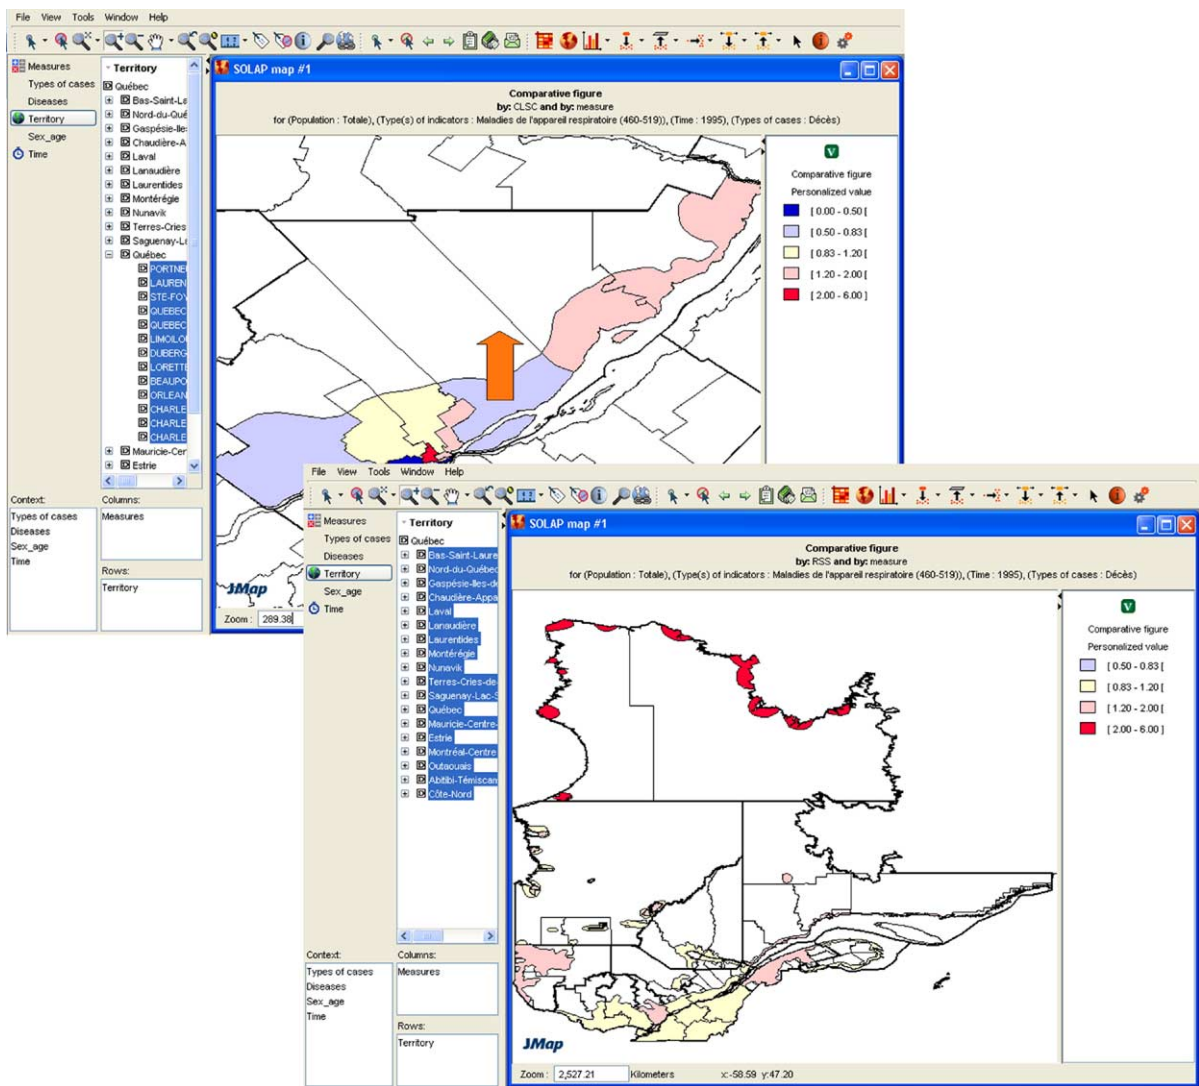 File View Tools Window Help
Measures
Types of cases
Diseases
Territory
Sex_age
Time
Territory
Québec
Bas-Saint-La
Nord-du-Qué
Gaspésie-Iles
Chaudière-A
Laval
Lanaudière
Laurentides
Montérégie
Nunavik
Terres-Cries
Saguenay-La
Québec
PORTNEU
LAUREN
STE-FOY
QUEBEC
QUEBEC
LIMOILO
DUBERG
LORETTE
BEAUPO
ORLEAN
CHARLE
CHARLE
CHARLE
Mauricie-Cer
Estrie
Context:
Types of cases
Diseases
Sex_age
Time
Columns:
Measures
Rows:
Territory
SOLAP map #1
Comparative figure
by: CLSC and by: measure
for (Population : Totale), (Type(s) of indicators : Maladies de l'appareil respiratoire (460-519)), (Time : 1995), (Types of cases : Décès)
V
Comparative figure
Personalized value
[ 0.00 - 0.50 [
[ 0.50 - 0.83 [
[ 0.83 - 1.20 [
[ 1.20 - 2.00 [
[ 2.00 - 6.00 ]
JMap
Zoom : 289.38
File View Tools Window Help
Measures
Types of cases
Diseases
Territory
Sex_age
Time
Territory
Québec
Bas-Saint-Laure
Nord-du-Québec
Gaspésie-Iles-de
Chaudière-Appa
Laval
Lanaudière
Laurentides
Montérégie
Nunavik
Terres-Cries-de-
Saguenay-Lac-S
Québec
Mauricie-Centre-
Estrie
Montréal-Centre
Outaouais
Abitibi-Témiscam
Côte-Nord
Context:
Types of cases
Diseases
Sex_age
Time
Columns:
Measures
Rows:
Territory
SOLAP map #1
Comparative figure
by: RSS and by: measure
for (Population : Totale), (Type(s) of indicators : Maladies de l'appareil respiratoire (460-519)), (Time : 1995), (Types of cases : Décès)
V
Comparative figure
Personalized value
[ 0.50 - 0.83 [
[ 0.83 - 1.20 [
[ 1.20 - 2.00 [
[ 2.00 - 6.00 ]
JMap
Zoom : 2,527.21 Kilometers x:-58.59 y:47.20